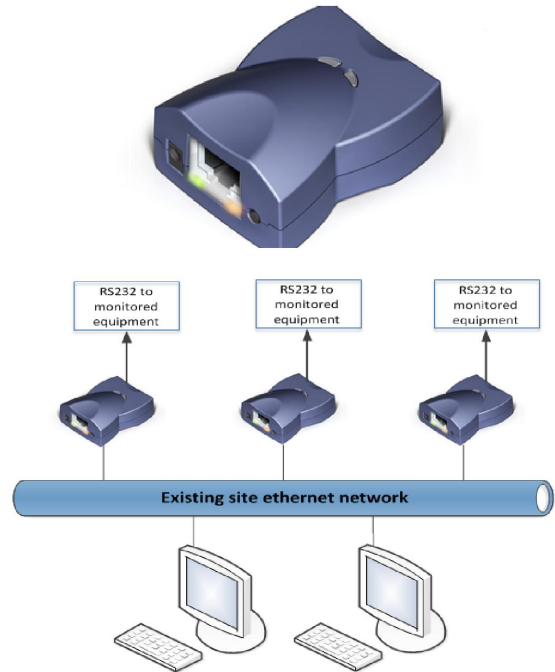 RS232 to
monitored
equipment
RS232 to
monitored
equipment
RS232 to
monitored
equipment
Existing site ethernet network